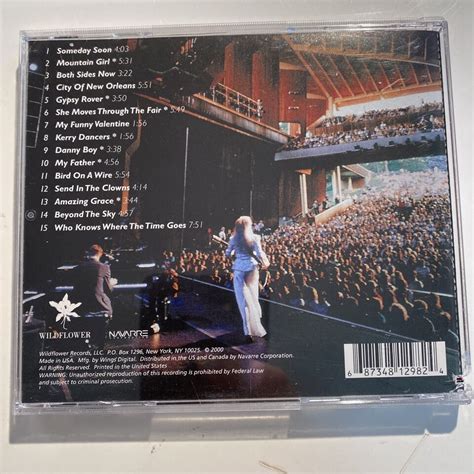 1 Someday Soon 4:03
2 Mountain Girl * 5:31
3 Both Sides Now 3:22
4 City Of New Orleans 5:51
5 Gypsy Rover * 3:50
6 She Moves Through The Fair * 5:49
7 My Funny Valentine 1:56
8 Kerry Dancers * 5:56
9 Danny Boy * 3:38
10 My Father * 4:56
11 Bird On A Wire 5:54
12 Send In The Clowns 4:14
13 Amazing Grace * 5:44
14 Beyond The Sky * 4:57
15 Who Knows Where The Time Goes 7:51
WILDFLOWER
NAVARRE
Wildflower Records, LLC. P.O. Box 1296, New York, NY 10025. © 2000
Made in USA. Mfg. by Wing! Digital. Distributed in the US and Canada by Navarre Corporation.
All Rights Reserved. Printed in the United States
WARNING: Unauthorized reproduction of this recording is prohibited by Federal Law
and subject to criminal prosecution.
6 87348 12982 4